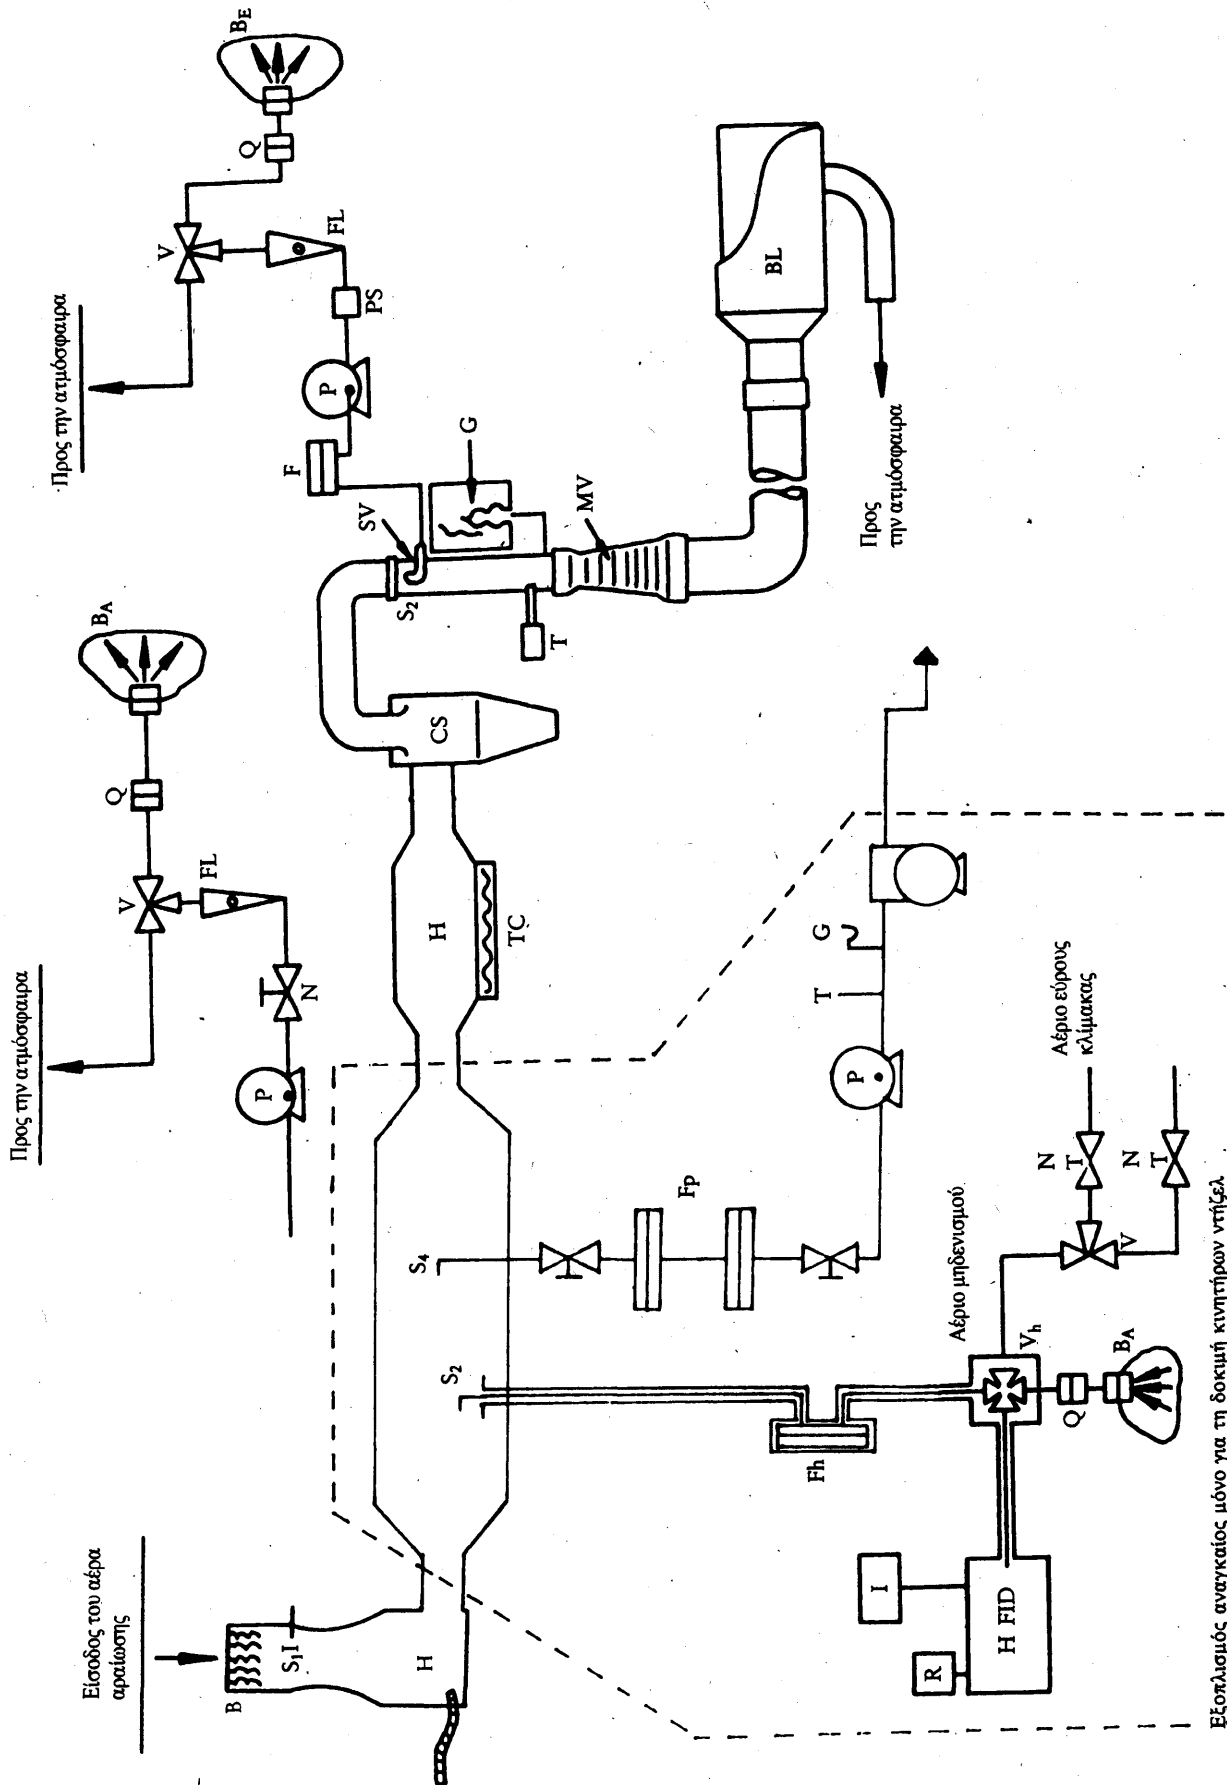 Είσοδος του αέρα
αραίωσης
B
S₁
I
H
Προς την ατμόσφαιρα
P
N
FL
V
Q
BA
Προς την ατμόσφαιρα
V
Q
BE
FL
PS
P
F
SV
G
S₂
T
MV
BL
Προς
την ατμόσφαιρα
CS
H
TC
S₄
Fp
P
T
G
S₂
Fh
Αέριο μηδενισμού
Vh
Q
BA
V
N
T
N
T
Αέριο εύρους
κλίμακας
R
I
H FID
Εξοπλισμός αναγκαίος μόνο για τη δοκιμή κινητήρων ντήζελ